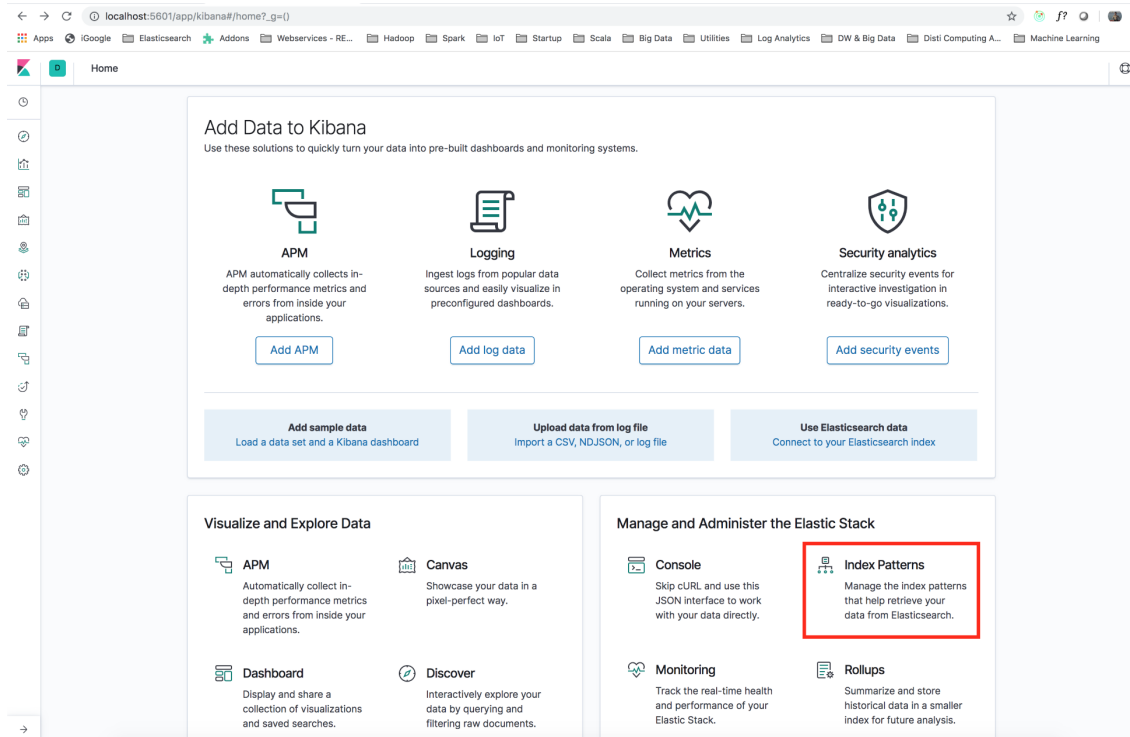 localhost:5601/app/kibana#/home?_g=()
f?
Apps iGoogle Elasticsearch Addons Webservices - RE... Hadoop Spark IoT Startup Scala Big Data Utilities Log Analytics DW & Big Data Disti Computing A... Machine Learning
D Home
Add Data to Kibana
Use these solutions to quickly turn your data into pre-built dashboards and monitoring systems.
APM
APM automatically collects in-
depth performance metrics and
errors from inside your
applications.
Add APM
Logging
Ingest logs from popular data
sources and easily visualize in
preconfigured dashboards.
Add log data
Metrics
Collect metrics from the
operating system and services
running on your servers.
Add metric data
Security analytics
Centralize security events for
interactive investigation in
ready-to-go visualizations.
Add security events
Add sample data
Load a data set and a Kibana dashboard
Upload data from log file
Import a CSV, NDJSON, or log file
Use Elasticsearch data
Connect to your Elasticsearch index
Visualize and Explore Data
APM
Automatically collect in-
depth performance metrics
and errors from inside your
applications.
Canvas
Showcase your data in a
pixel-perfect way.
Dashboard
Display and share a
collection of visualizations
and saved searches.
Discover
Interactively explore your
data by querying and
filtering raw documents.
Manage and Administer the Elastic Stack
Console
Skip cURL and use this
JSON interface to work
with your data directly.
Index Patterns
Manage the index patterns
that help retrieve your
data from Elasticsearch.
Monitoring
Track the real-time health
and performance of your
Elastic Stack.
Rollups
Summarize and store
historical data in a smaller
index for future analysis.